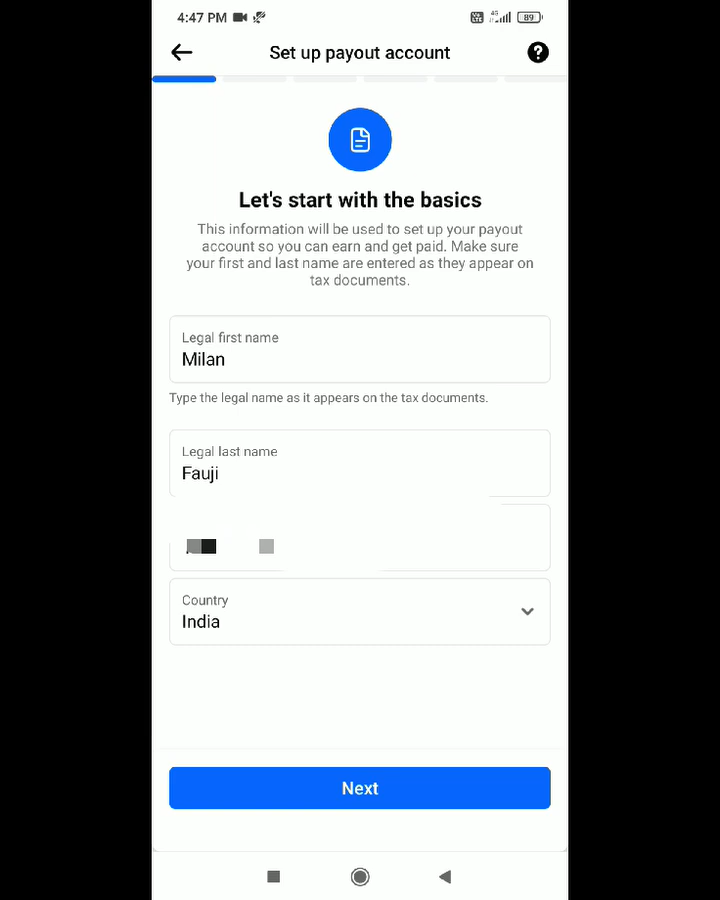 4:47 PM
4G
89
Set up payout account
Let's start with the basics
This information will be used to set up your payout
account so you can earn and get paid. Make sure
your first and last name are entered as they appear on
tax documents.
Legal first name
Milan
Type the legal name as it appears on the tax documents.
Legal last name
Fauji
Country
India
Next